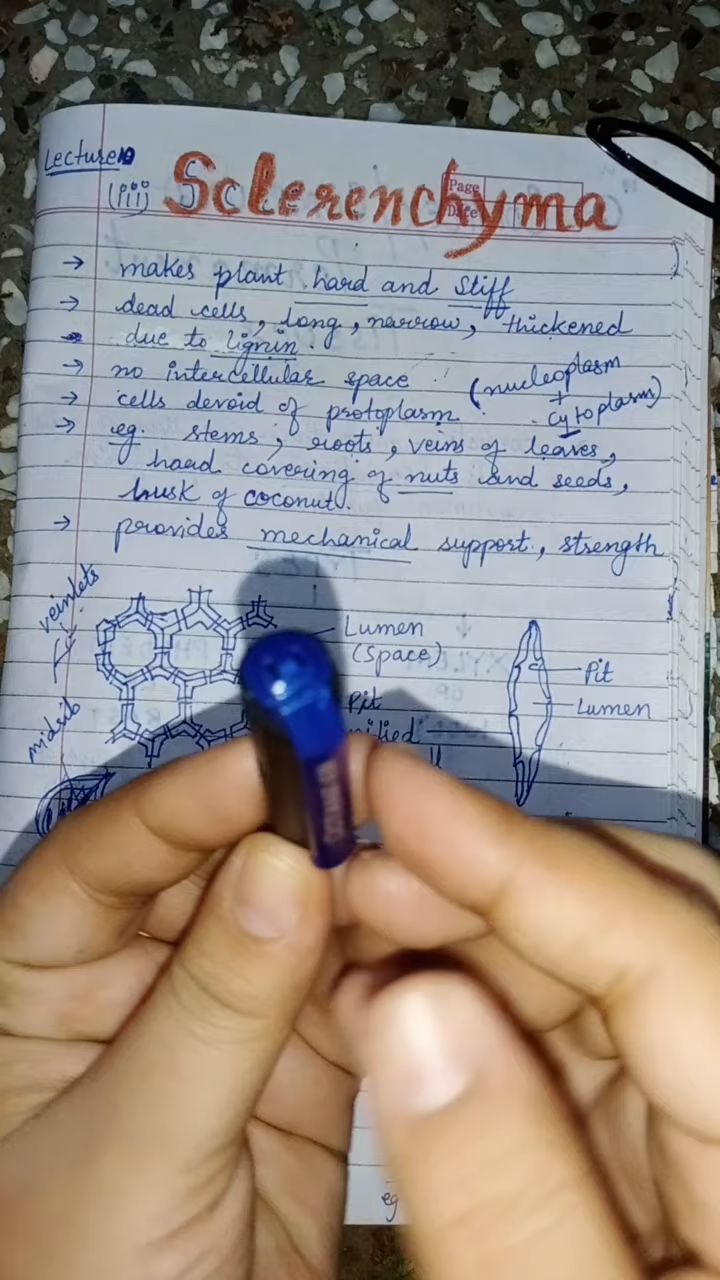 Lecture 10
(iii) Sclerenchyma
Page
Date
→ makes plant hard and stiff
→ dead cells, long, narrow, thickened
due to lignin.
→ no intercellular space
→ cells devoid of protoplasm (nucleoplasm
+
cytoplasm)
→ eg. stems, roots, veins of leaves,
hard covering of nuts and seeds,
husk of coconut.
→ provides mechanical support, strength
veinlets
midrib
Lumen
(Space)
Pit
Pit
Lumen
eg